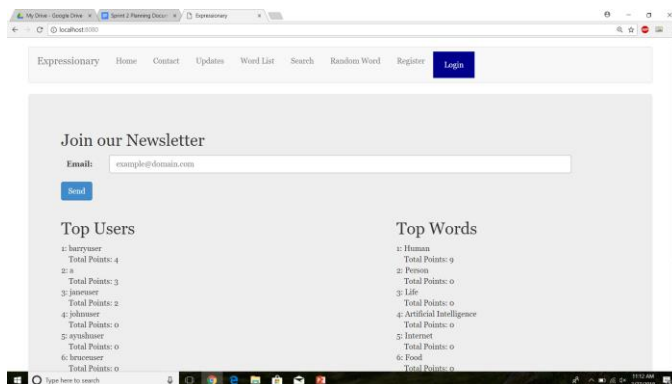 My Drive - Google Drive
Sprint 2 Planning Docum
Expressionary
localhost:8080
Expressionary Home Contact Updates Word List Search Random Word Register Login
Join our Newsletter
Email: example@domain.com
Send
Top Users
1: barryuser
Total Points: 4
2: a
Total Points: 3
3: janeuser
Total Points: 2
4: johnuser
Total Points: 0
5: ayushuser
Total Points: 0
6: bruceuser
Total Points: 0
Top Words
1: Human
Total Points: 9
2: Person
Total Points: 0
3: Life
Total Points: 0
4: Artificial Intelligence
Total Points: 0
5: Internet
Total Points: 0
6: Food
Total Points: 0
Type here to search
11:12 AM